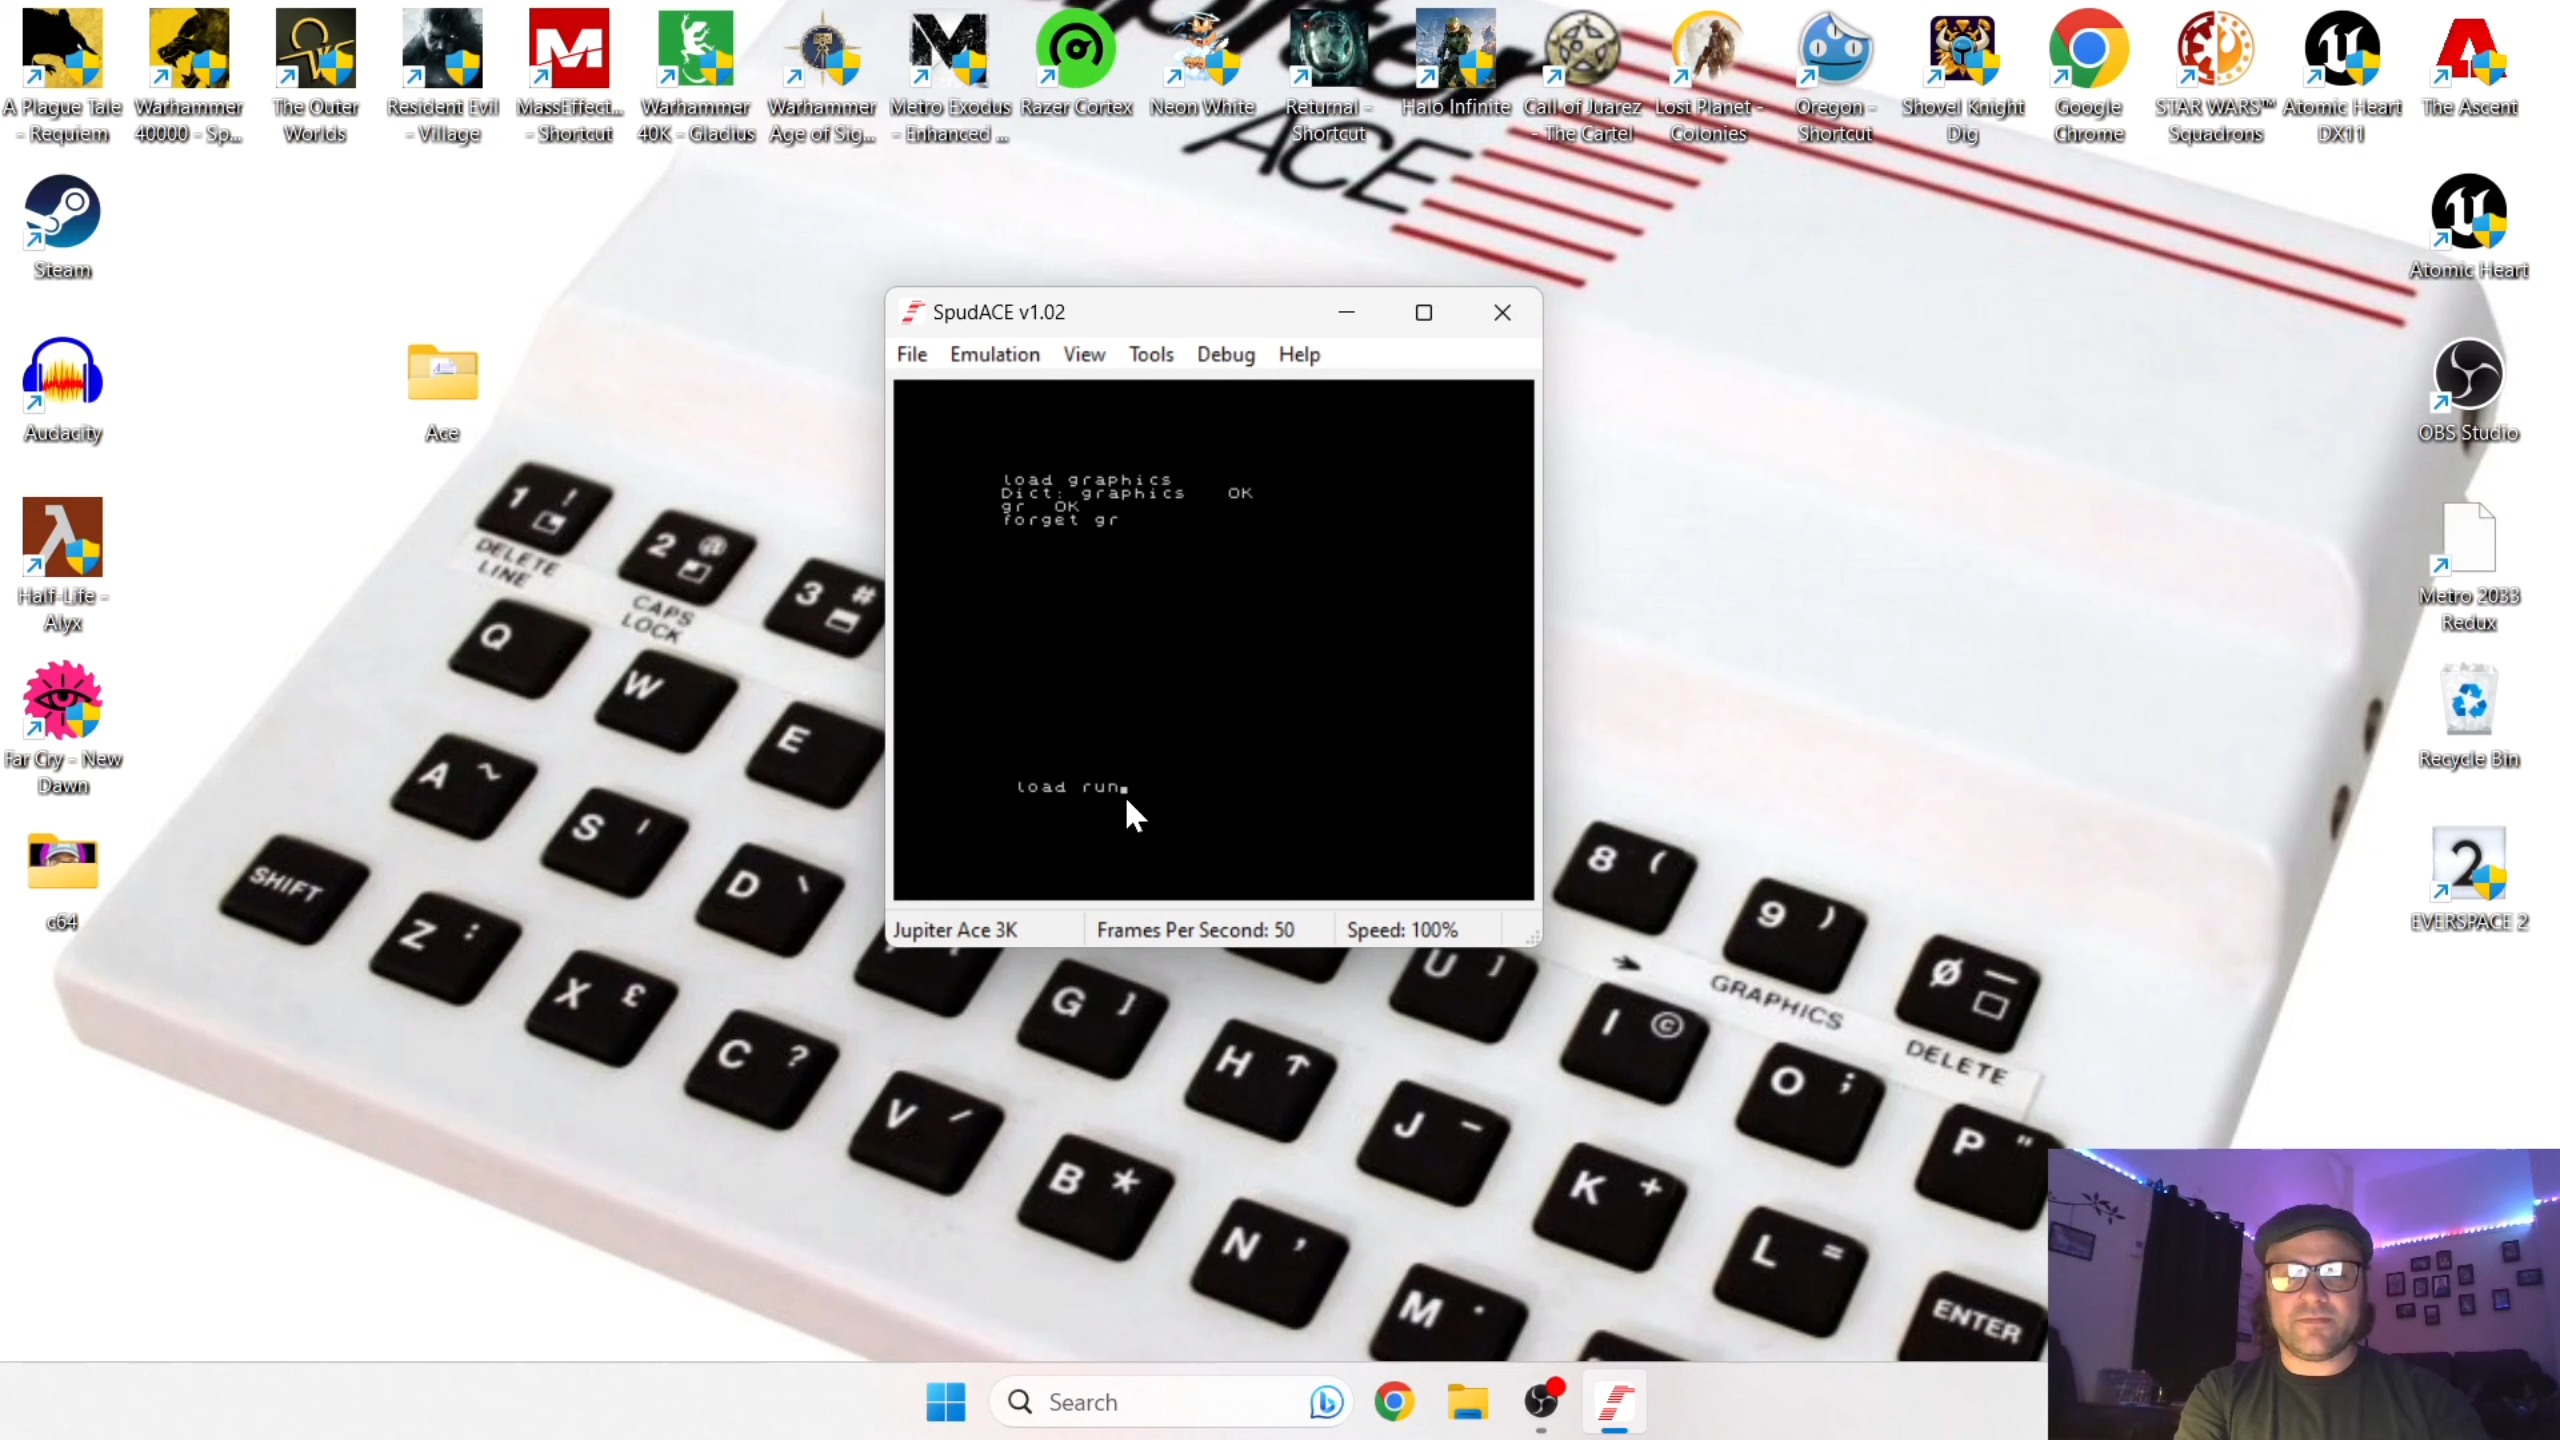 A Plague Tale - Requiem
Warhammer 40000 - Sp...
The Outer Worlds
Resident Evil - Village
MassEffect... - Shortcut
Warhammer 40K - Gladius
Warhammer Age of Sig...
Metro Exodus - Enhanced ...
Razer Cortex
Neon White
Returnal - Shortcut
Halo Infinite
Call of Juarez - The Cartel
Lost Planet - Colonies
Oregon - Shortcut
Shovel Knight Dig
Google Chrome
STAR WARS™ Squadrons
Atomic Heart DX11
The Ascent
ACE
Steam
Atomic Heart
Audacity
Ace
OBS Studio
Half-Life - Alyx
Metro 2033 Redux
Far Cry - New Dawn
Recycle Bin
c64
EVERSPACE 2
SpudACE v1.02
File Emulation View Tools Debug Help
load graphics
Dict: graphics OK
gr OK
forget gr
load run
Jupiter Ace 3K
Frames Per Second: 50
Speed: 100%
1 !
DELETE LINE
2 @
CAPS LOCK
3 #
8 (
9 )
GRAPHICS
Ø
DELETE
Q
W
E
U ]
I ©
O ;
P "
A ~
S |
D \
G }
H ↑
J -
K +
L =
ENTER
SHIFT
Z :
X £
C ?
V /
B *
N ,
M .
Search